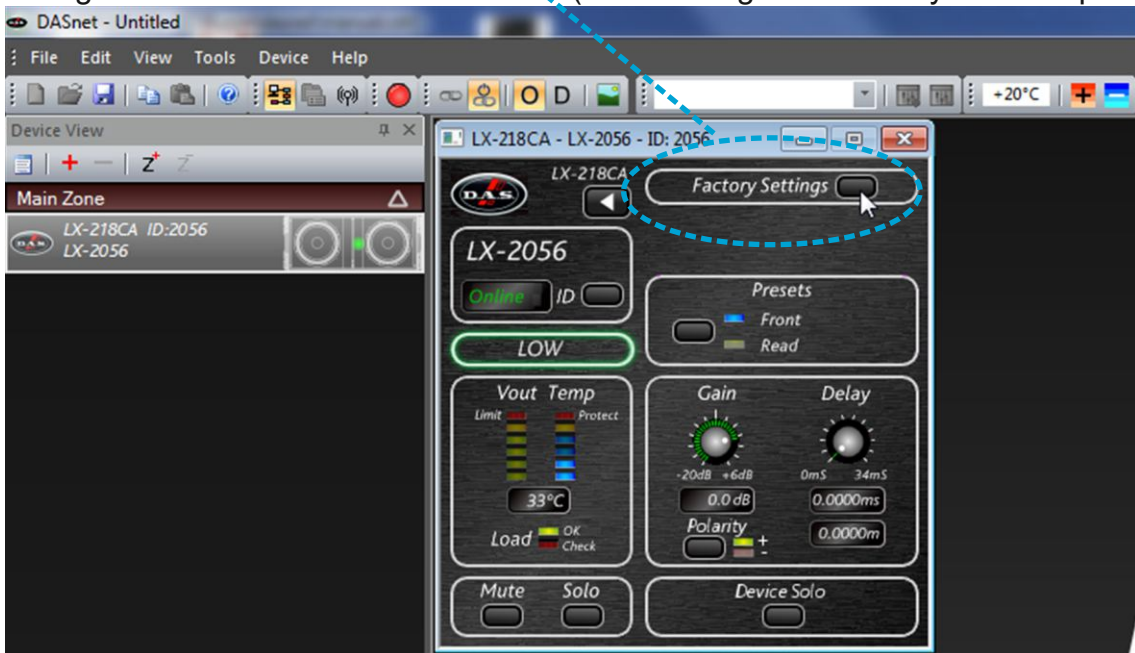 DASnet - Untitled
File Edit View Tools Device Help
O D +20°C
Device View
Z+ Z-
Main Zone
LX-218CA ID:2056
LX-2056
LX-218CA - LX-2056 - ID: 2056
DAS
LX-218CA
Factory Settings
LX-2056
Online ID
Presets
Front
Read
LOW
Vout Temp
Limit Protect
33°C
Load OK
Check
Gain Delay
-20dB +6dB 0mS 34mS
0.0 dB 0.0000ms
Polarity + -
0.0000m
Mute Solo
Device Solo